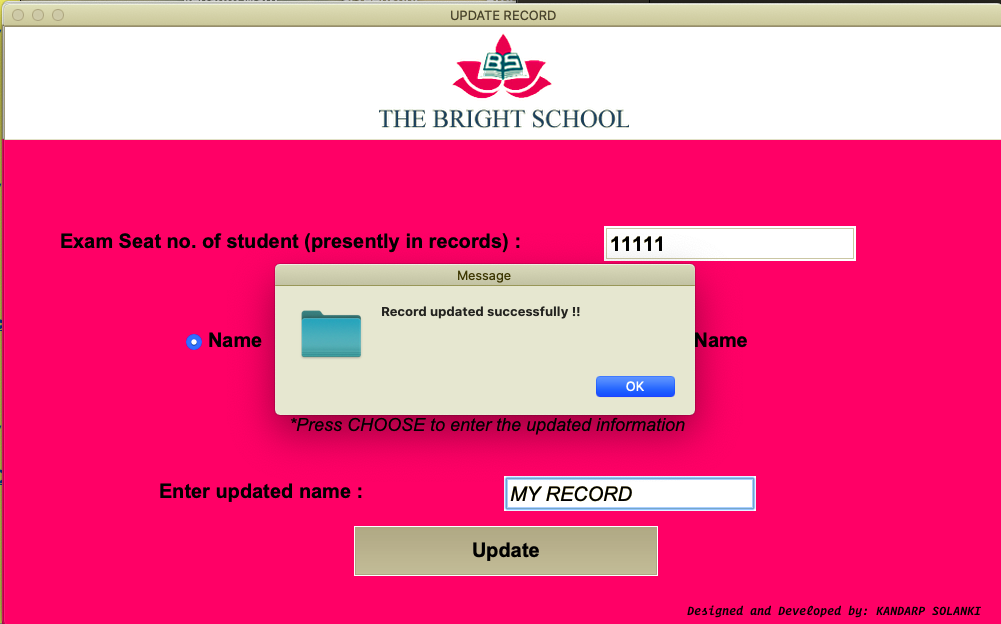 UPDATE RECORD
BS
THE BRIGHT SCHOOL
Exam Seat no. of student (presently in records) :
11111
Message
Record updated successfully !!
Name
Name
OK
*Press CHOOSE to enter the updated information
Enter updated name :
MY RECORD
Update
Designed and Developed by: KANDARP SOLANKI